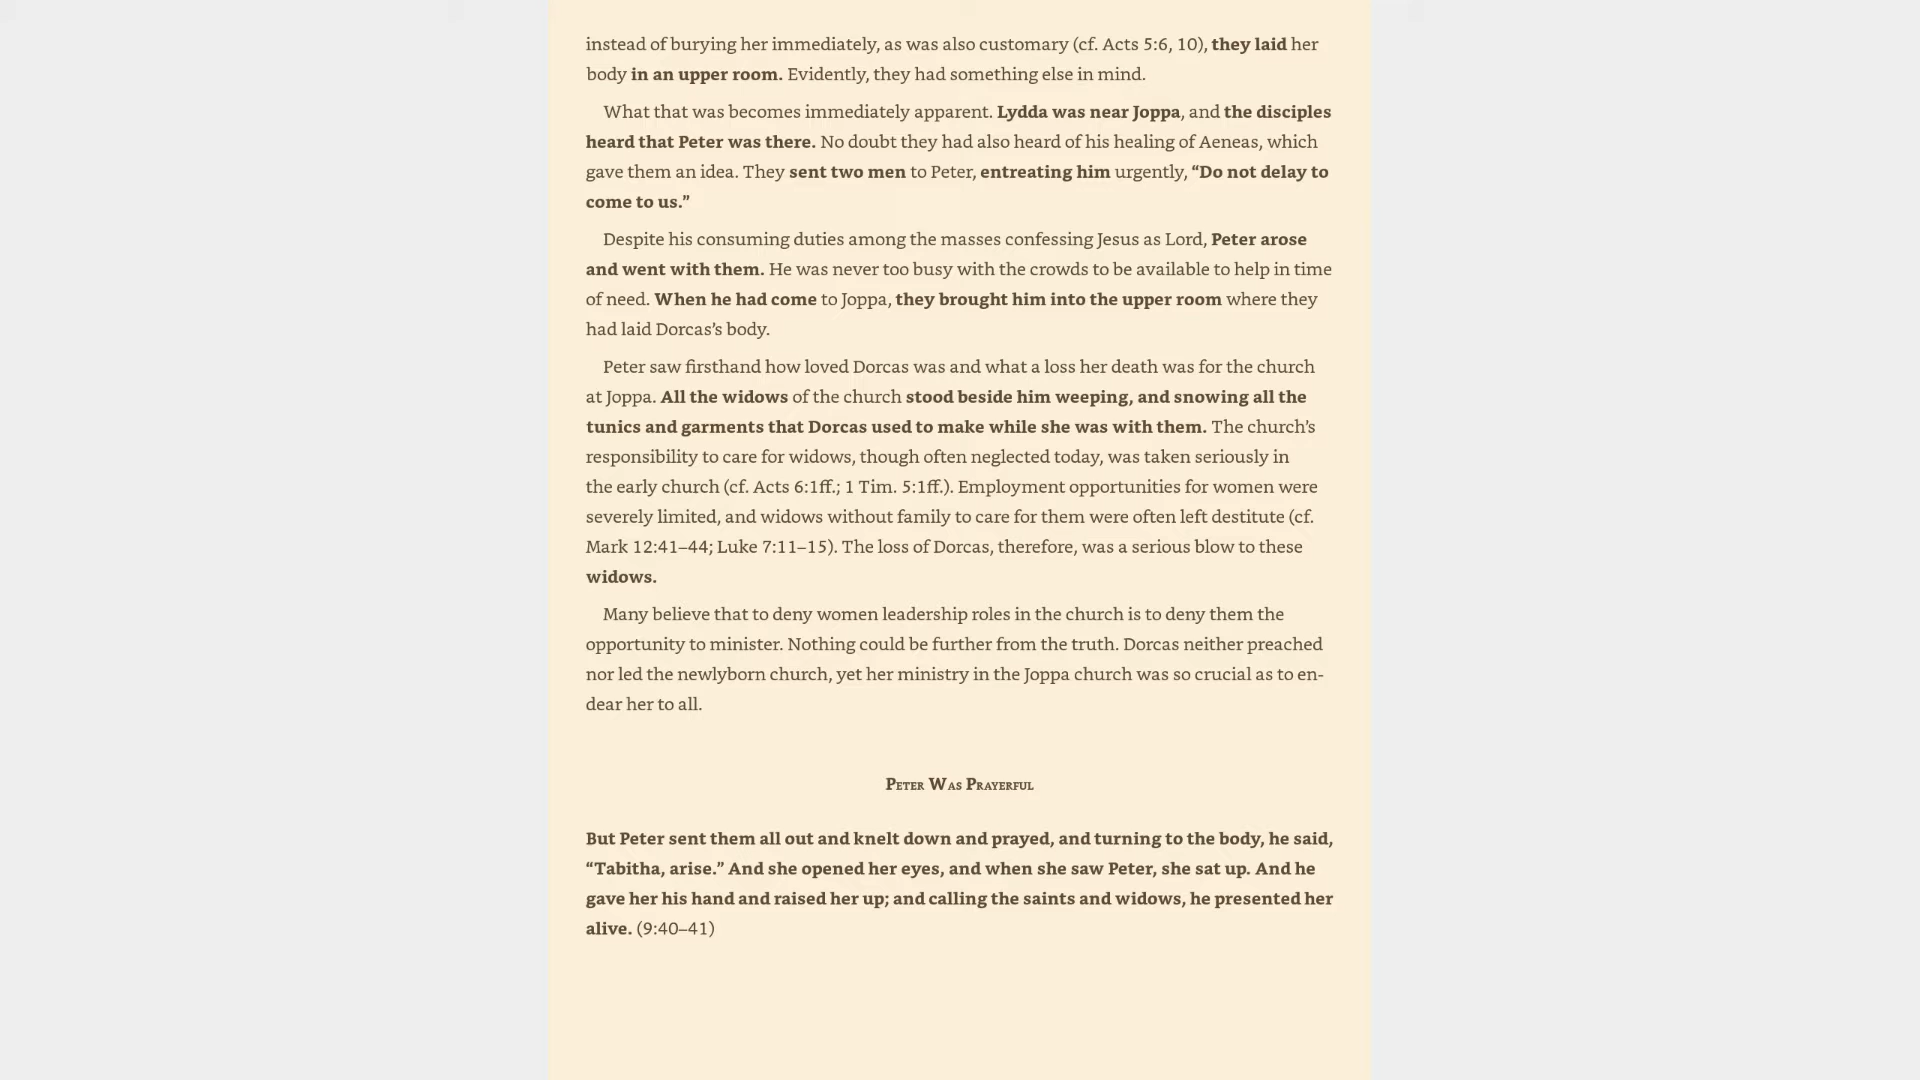 instead of burying her immediately, as was also customary (cf. Acts 5:6, 10), they laid her
body in an upper room. Evidently, they had something else in mind.
What that was becomes immediately apparent. Lydda was near Joppa, and the disciples
heard that Peter was there. No doubt they had also heard of his healing of Aeneas, which
gave them an idea. They sent two men to Peter, entreating him urgently, “Do not delay to
come to us.”
Despite his consuming duties among the masses confessing Jesus as Lord, Peter arose
and went with them. He was never too busy with the crowds to be available to help in time
of need. When he had come to Joppa, they brought him into the upper room where they
had laid Dorcas’s body.
Peter saw firsthand how loved Dorcas was and what a loss her death was for the church
at Joppa. All the widows of the church stood beside him weeping, and snowing all the
tunics and garments that Dorcas used to make while she was with them. The church’s
responsibility to care for widows, though often neglected today, was taken seriously in
the early church (cf. Acts 6:1ff.; 1 Tim. 5:1ff.). Employment opportunities for women were
severely limited, and widows without family to care for them were often left destitute (cf.
Mark 12:41–44; Luke 7:11–15). The loss of Dorcas, therefore, was a serious blow to these
widows.
Many believe that to deny women leadership roles in the church is to deny them the
opportunity to minister. Nothing could be further from the truth. Dorcas neither preached
nor led the newlyborn church, yet her ministry in the Joppa church was so crucial as to en-
dear her to all.
Peter Was Prayerful
But Peter sent them all out and knelt down and prayed, and turning to the body, he said,
“Tabitha, arise.” And she opened her eyes, and when she saw Peter, she sat up. And he
gave her his hand and raised her up; and calling the saints and widows, he presented her
alive. (9:40–41)